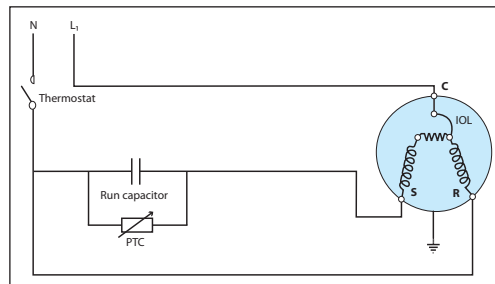 N L₁
Thermostat
C
IOL
Run capacitor
S R
PTC